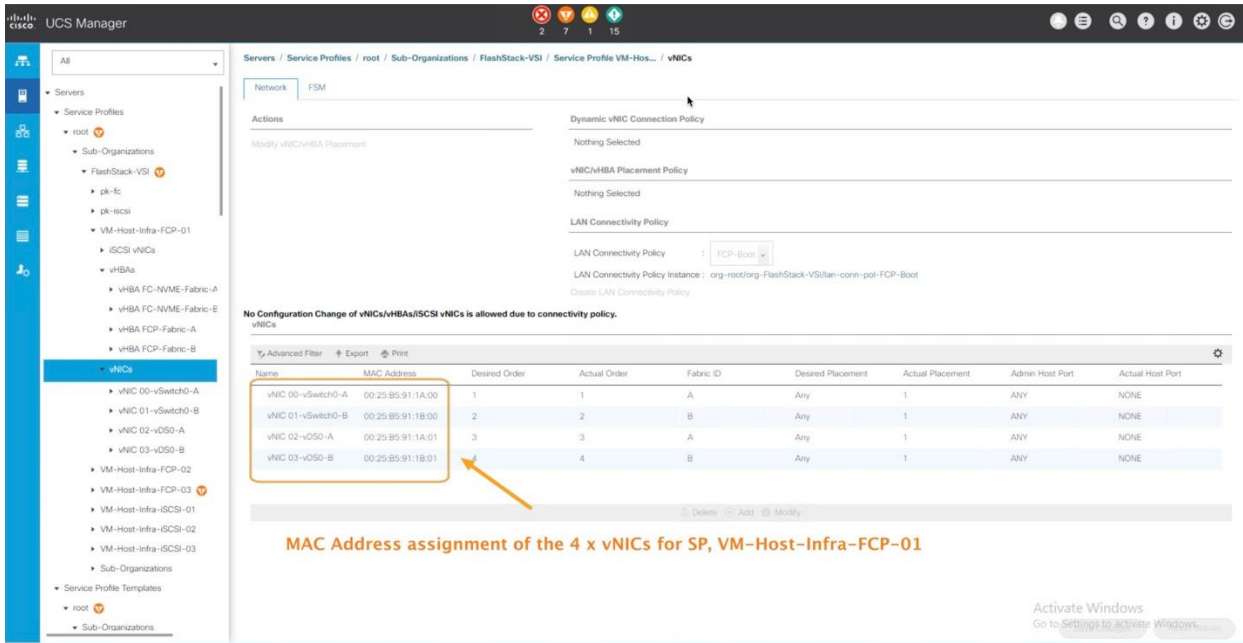 cisco UCS Manager
2 7 1 15
All
Servers
Service Profiles
root
Sub-Organizations
FlashStack-VSI
pk-fc
pk-iscsi
VM-Host-Infra-FCP-01
iSCSI vNICs
vHBAs
vHBA FC-NVME-Fabric-A
vHBA FC-NVME-Fabric-B
vHBA FCP-Fabric-A
vHBA FCP-Fabric-B
vNICs
vNIC 00-vSwitch0-A
vNIC 01-vSwitch0-B
vNIC 02-vDS0-A
vNIC 03-vDS0-B
VM-Host-Infra-FCP-02
VM-Host-Infra-FCP-03
VM-Host-Infra-iSCSI-01
VM-Host-Infra-iSCSI-02
VM-Host-Infra-iSCSI-03
Sub-Organizations
Service Profile Templates
root
Sub-Organizations
Servers / Service Profiles / root / Sub-Organizations / FlashStack-VSI / Service Profile VM-Hos... / vNICs
Network FSM
Actions
Modify vNIC/vHBA Placement
Dynamic vNIC Connection Policy
Nothing Selected
vNIC/vHBA Placement Policy
Nothing Selected
LAN Connectivity Policy
LAN Connectivity Policy : FCP-Boot
LAN Connectivity Policy Instance : org-root/org-FlashStack-VSI/lan-conn-pol-FCP-Boot
Create LAN Connectivity Policy
No Configuration Change of vNICs/vHBAs/iSCSI vNICs is allowed due to connectivity policy.
vNICs
Advanced Filter Export Print
Name MAC Address Desired Order Actual Order Fabric ID Desired Placement Actual Placement Admin Host Port Actual Host Port
vNIC 00-vSwitch0-A 00:25:B5:91:1A:00 1 1 A Any 1 ANY NONE
vNIC 01-vSwitch0-B 00:25:B5:91:1B:00 2 2 B Any 1 ANY NONE
vNIC 02-vDS0-A 00:25:B5:91:1A:01 3 3 A Any 1 ANY NONE
vNIC 03-vDS0-B 00:25:B5:91:1B:01 4 4 B Any 1 ANY NONE
Delete Add Modify
MAC Address assignment of the 4 x vNICs for SP, VM-Host-Infra-FCP-01
Activate Windows
Go to Settings to activate Windows.